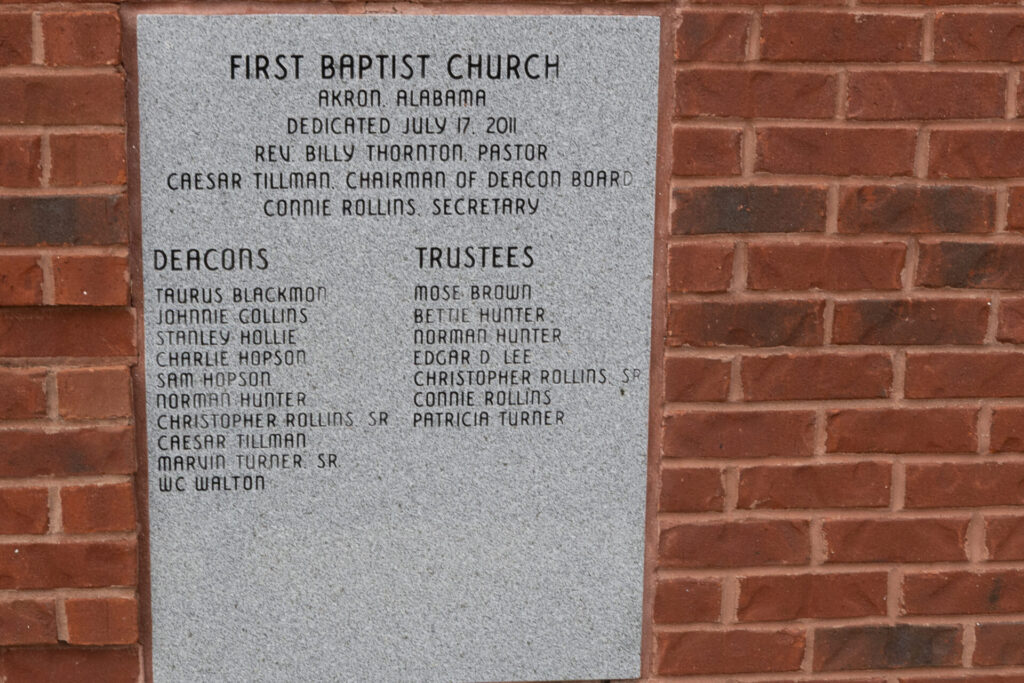 FIRST BAPTIST CHURCH
AKRON, ALABAMA
DEDICATED JULY 17, 2011
REV. BILLY THORNTON, PASTOR
CAESAR TILLMAN, CHAIRMAN OF DEACON BOARD
CONNIE ROLLINS, SECRETARY
DEACONS
TAURUS BLACKMON
JOHNNIE COLLINS
STANLEY HOLLIE
CHARLIE HOPSON
SAM HOPSON
NORMAN HUNTER
CHRISTOPHER ROLLINS, SR
CAESAR TILLMAN
MARVIN TURNER, SR.
WC WALTON
TRUSTEES
MOSE BROWN
BETTIE HUNTER
NORMAN HUNTER
EDGAR D. LEE
CHRISTOPHER ROLLINS, SR
CONNIE ROLLINS
PATRICIA TURNER